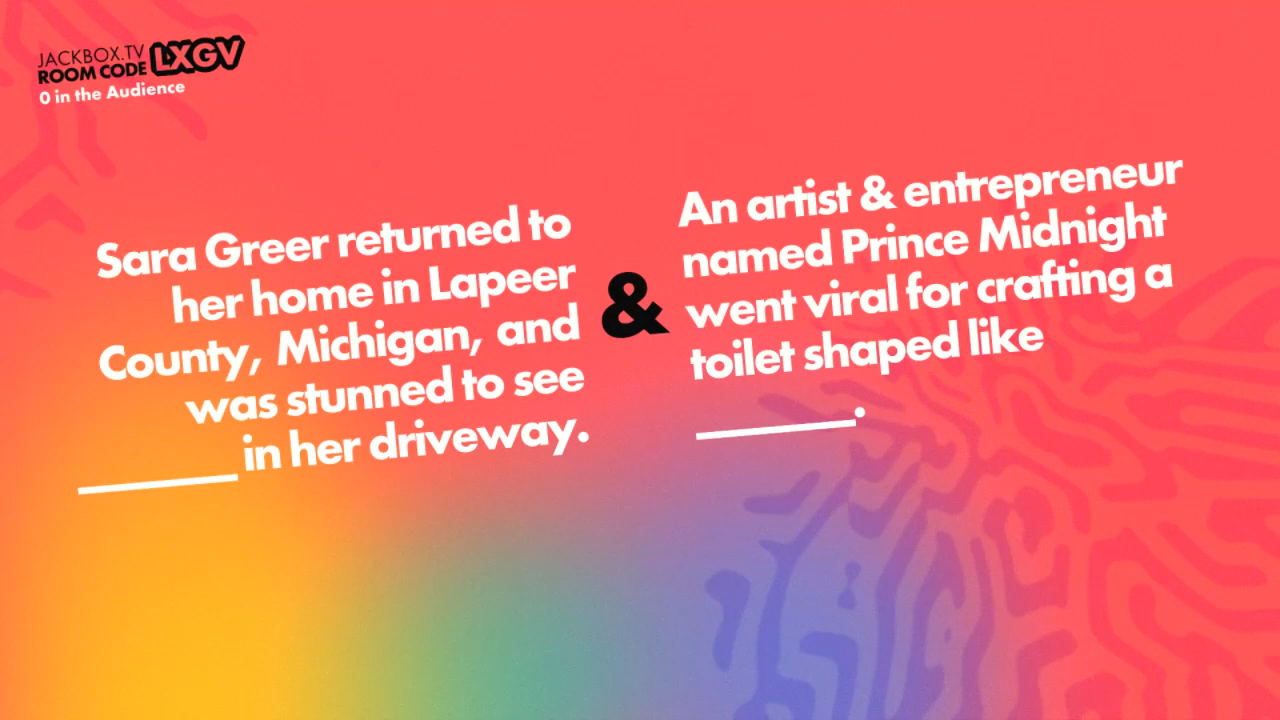 JACKBOX.TV
ROOM CODE LXGV
0 in the Audience
Sara Greer returned to
her home in Lapeer
County, Michigan, and
was stunned to see
_____ in her driveway.
&
An artist & entrepreneur
named Prince Midnight
went viral for crafting a
toilet shaped like
_____.